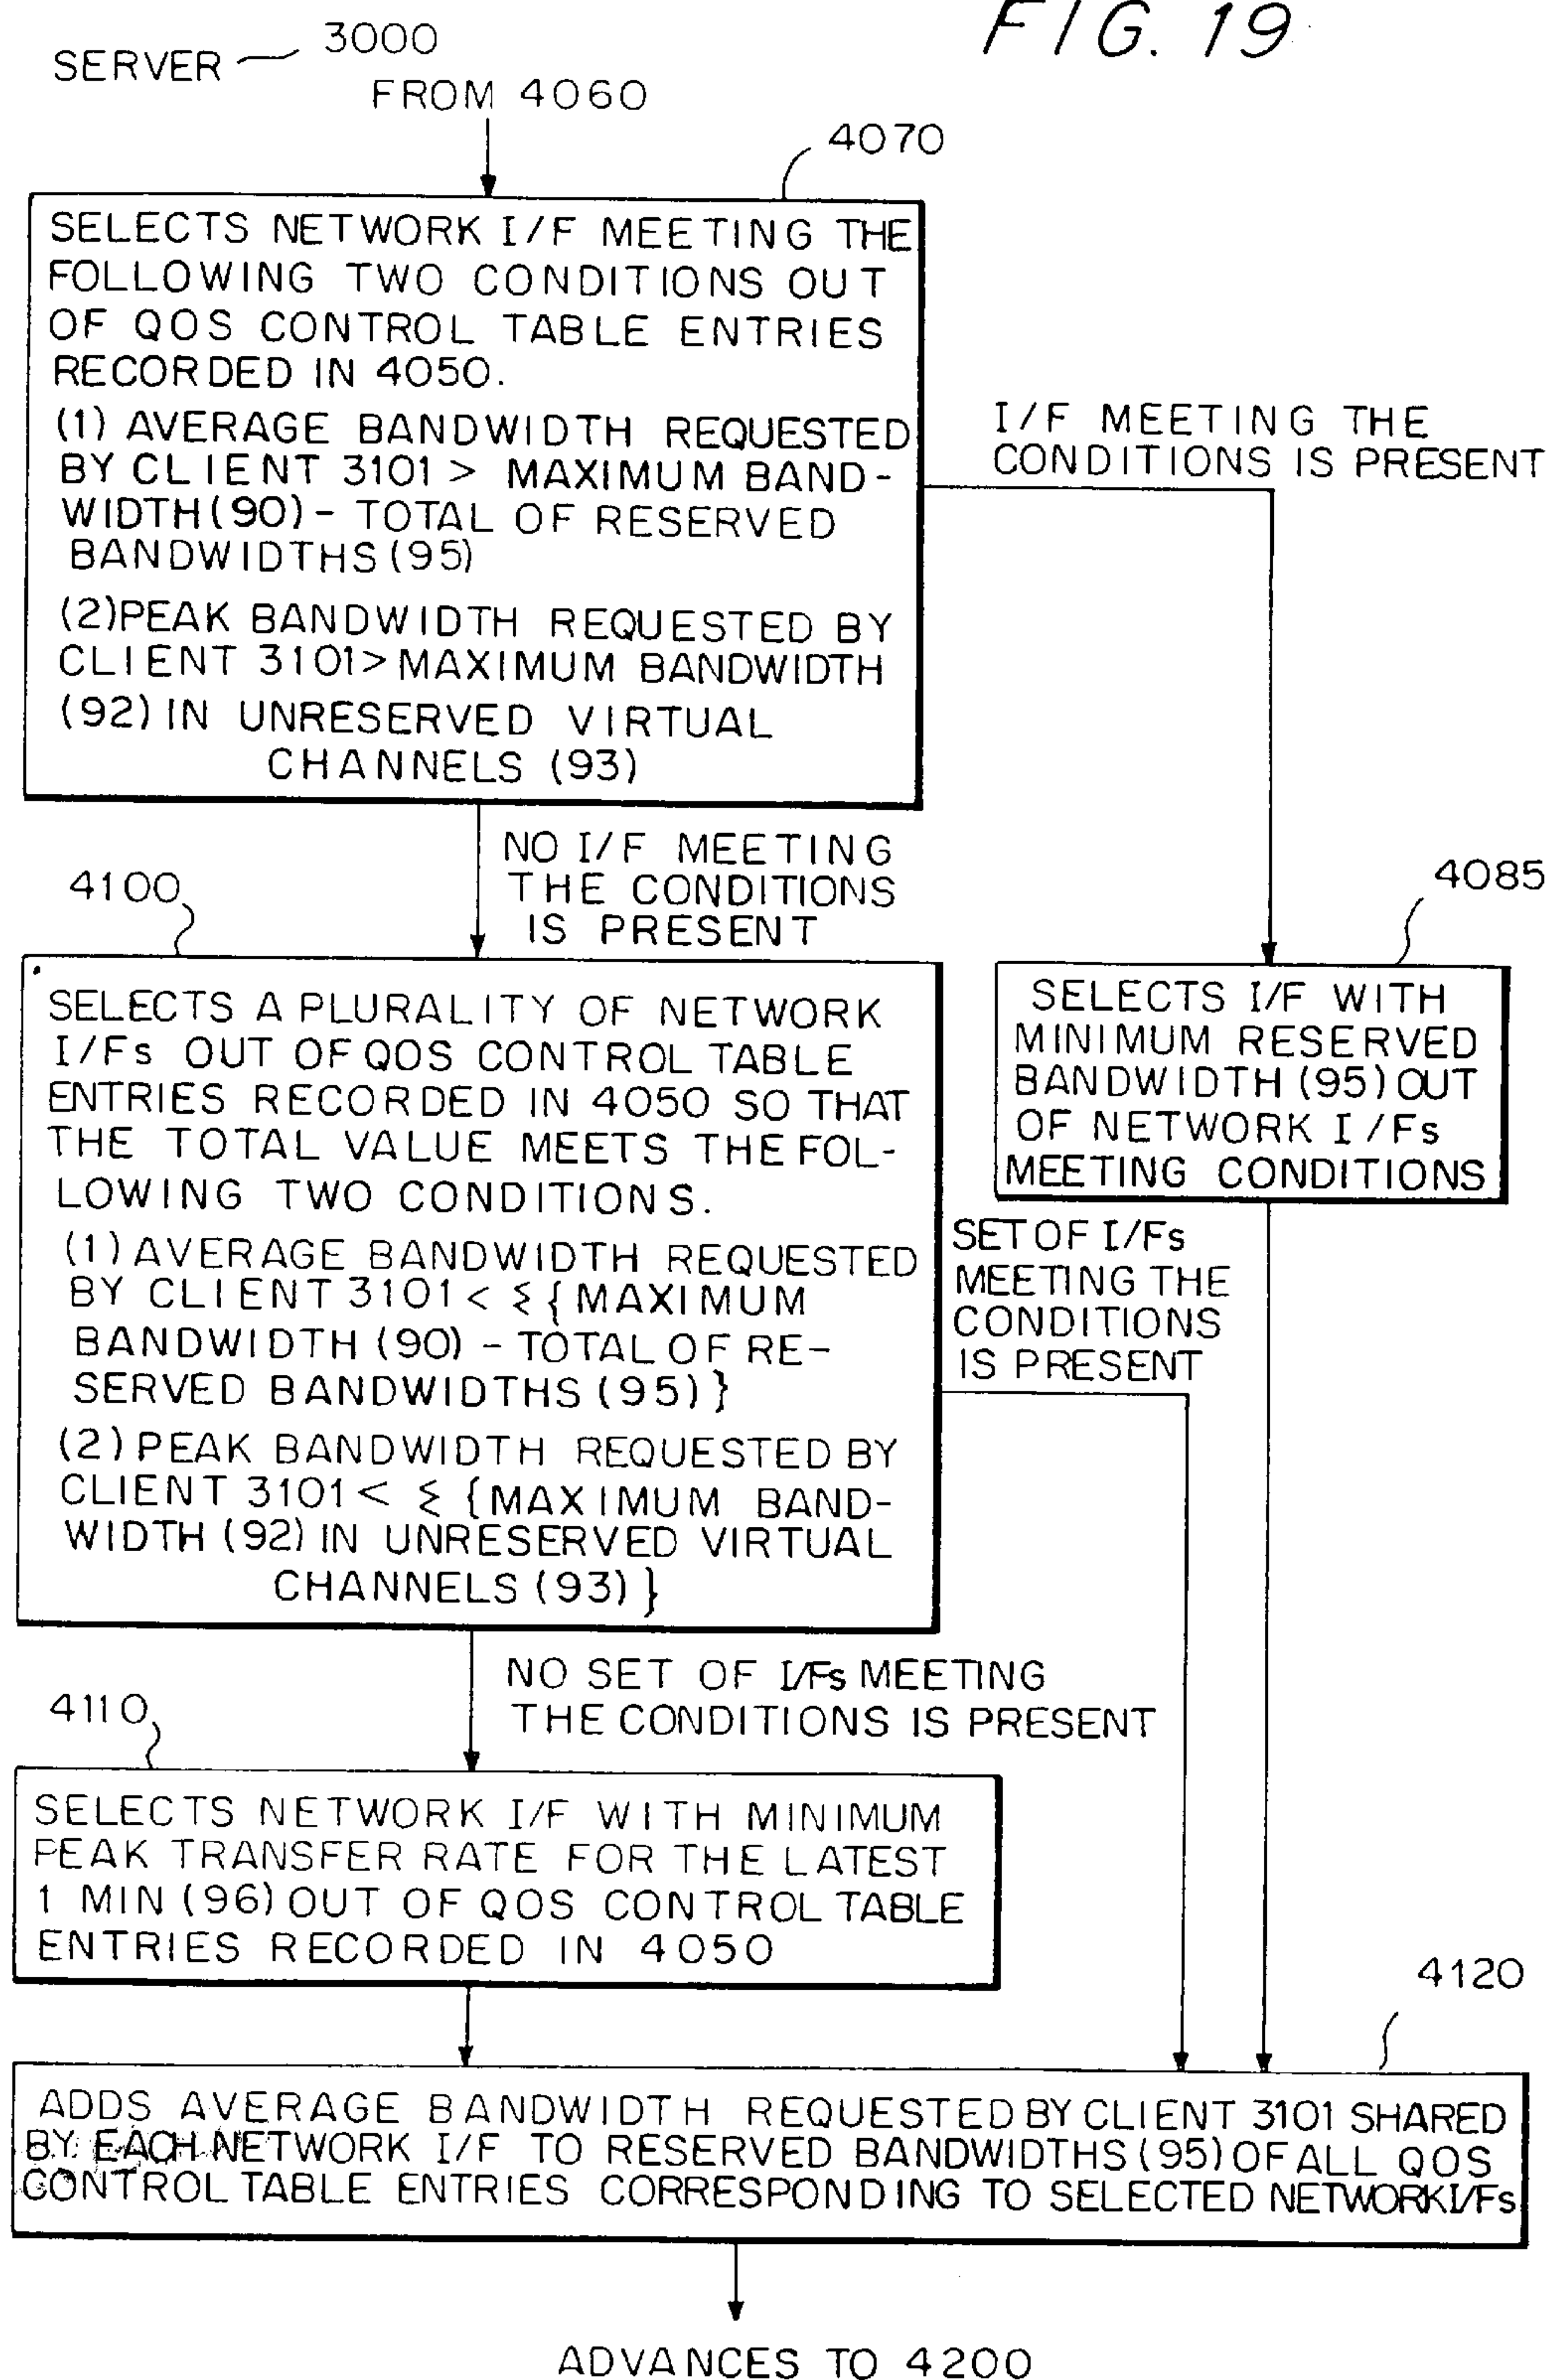 FIG. 19
SERVER 3000
FROM 4060
4070
SELECTS NETWORK I/F MEETING THE
FOLLOWING TWO CONDITIONS OUT
OF QOS CONTROL TABLE ENTRIES
RECORDED IN 4050.
(1) AVERAGE BANDWIDTH REQUESTED
BY CLIENT 3101 > MAXIMUM BAND-
WIDTH(90)- TOTAL OF RESERVED
BANDWIDTHS(95)
(2)PEAK BANDWIDTH REQUESTED BY
CLIENT 3101>MAXIMUM BANDWIDTH
(92) IN UNRESERVED VIRTUAL
CHANNELS (93)
I/F MEETING THE
CONDITIONS IS PRESENT
NO I/F MEETING
THE CONDITIONS
IS PRESENT
4100
4085
SELECTS I/F WITH
MINIMUM RESERVED
BANDWIDTH (95) OUT
OF NETWORK I/Fs
MEETING CONDITIONS
SELECTS A PLURALITY OF NETWORK
I/Fs OUT OF QOS CONTROL TABLE
ENTRIES RECORDED IN 4050 SO THAT
THE TOTAL VALUE MEETS THE FOL-
LOWING TWO CONDITIONS.
(1) AVERAGE BANDWIDTH REQUESTED
BY CLIENT 3101 < Σ {MAXIMUM
BANDWIDTH (90) - TOTAL OF RE-
SERVED BANDWIDTHS (95) }
(2) PEAK BANDWIDTH REQUESTED BY
CLIENT 3101 < Σ {MAXIMUM BAND-
WIDTH (92) IN UNRESERVED VIRTUAL
CHANNELS (93) }
SET OF I/Fs
MEETING THE
CONDITIONS
IS PRESENT
NO SET OF I/Fs MEETING
THE CONDITIONS IS PRESENT
4110
SELECTS NETWORK I/F WITH MINIMUM
PEAK TRANSFER RATE FOR THE LATEST
1 MIN (96) OUT OF QOS CONTROL TABLE
ENTRIES RECORDED IN 4050
4120
ADDS AVERAGE BANDWIDTH REQUESTED BY CLIENT 3101 SHARED
BY EACH NETWORK I/F TO RESERVED BANDWIDTHS (95) OF ALL QOS
CONTROL TABLE ENTRIES CORRESPONDING TO SELECTED NETWORK I/Fs
ADVANCES TO 4200